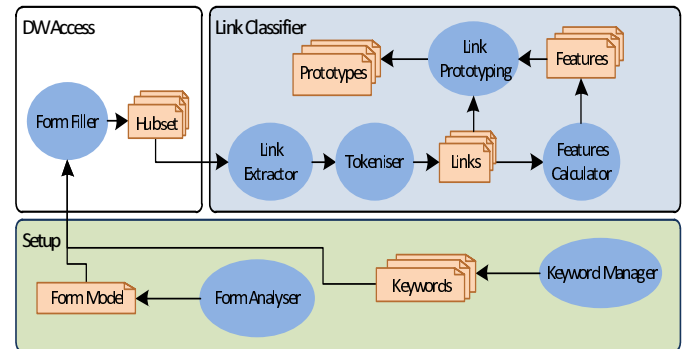 DW Access
Link Classifier
Prototypes
Link
Prototyping
Features
Form Filler
Hubset
Link
Extractor
Tokeniser
Links
Features
Calculator
Setup
Form Model
Form Analyser
Keywords
Keyword Manager